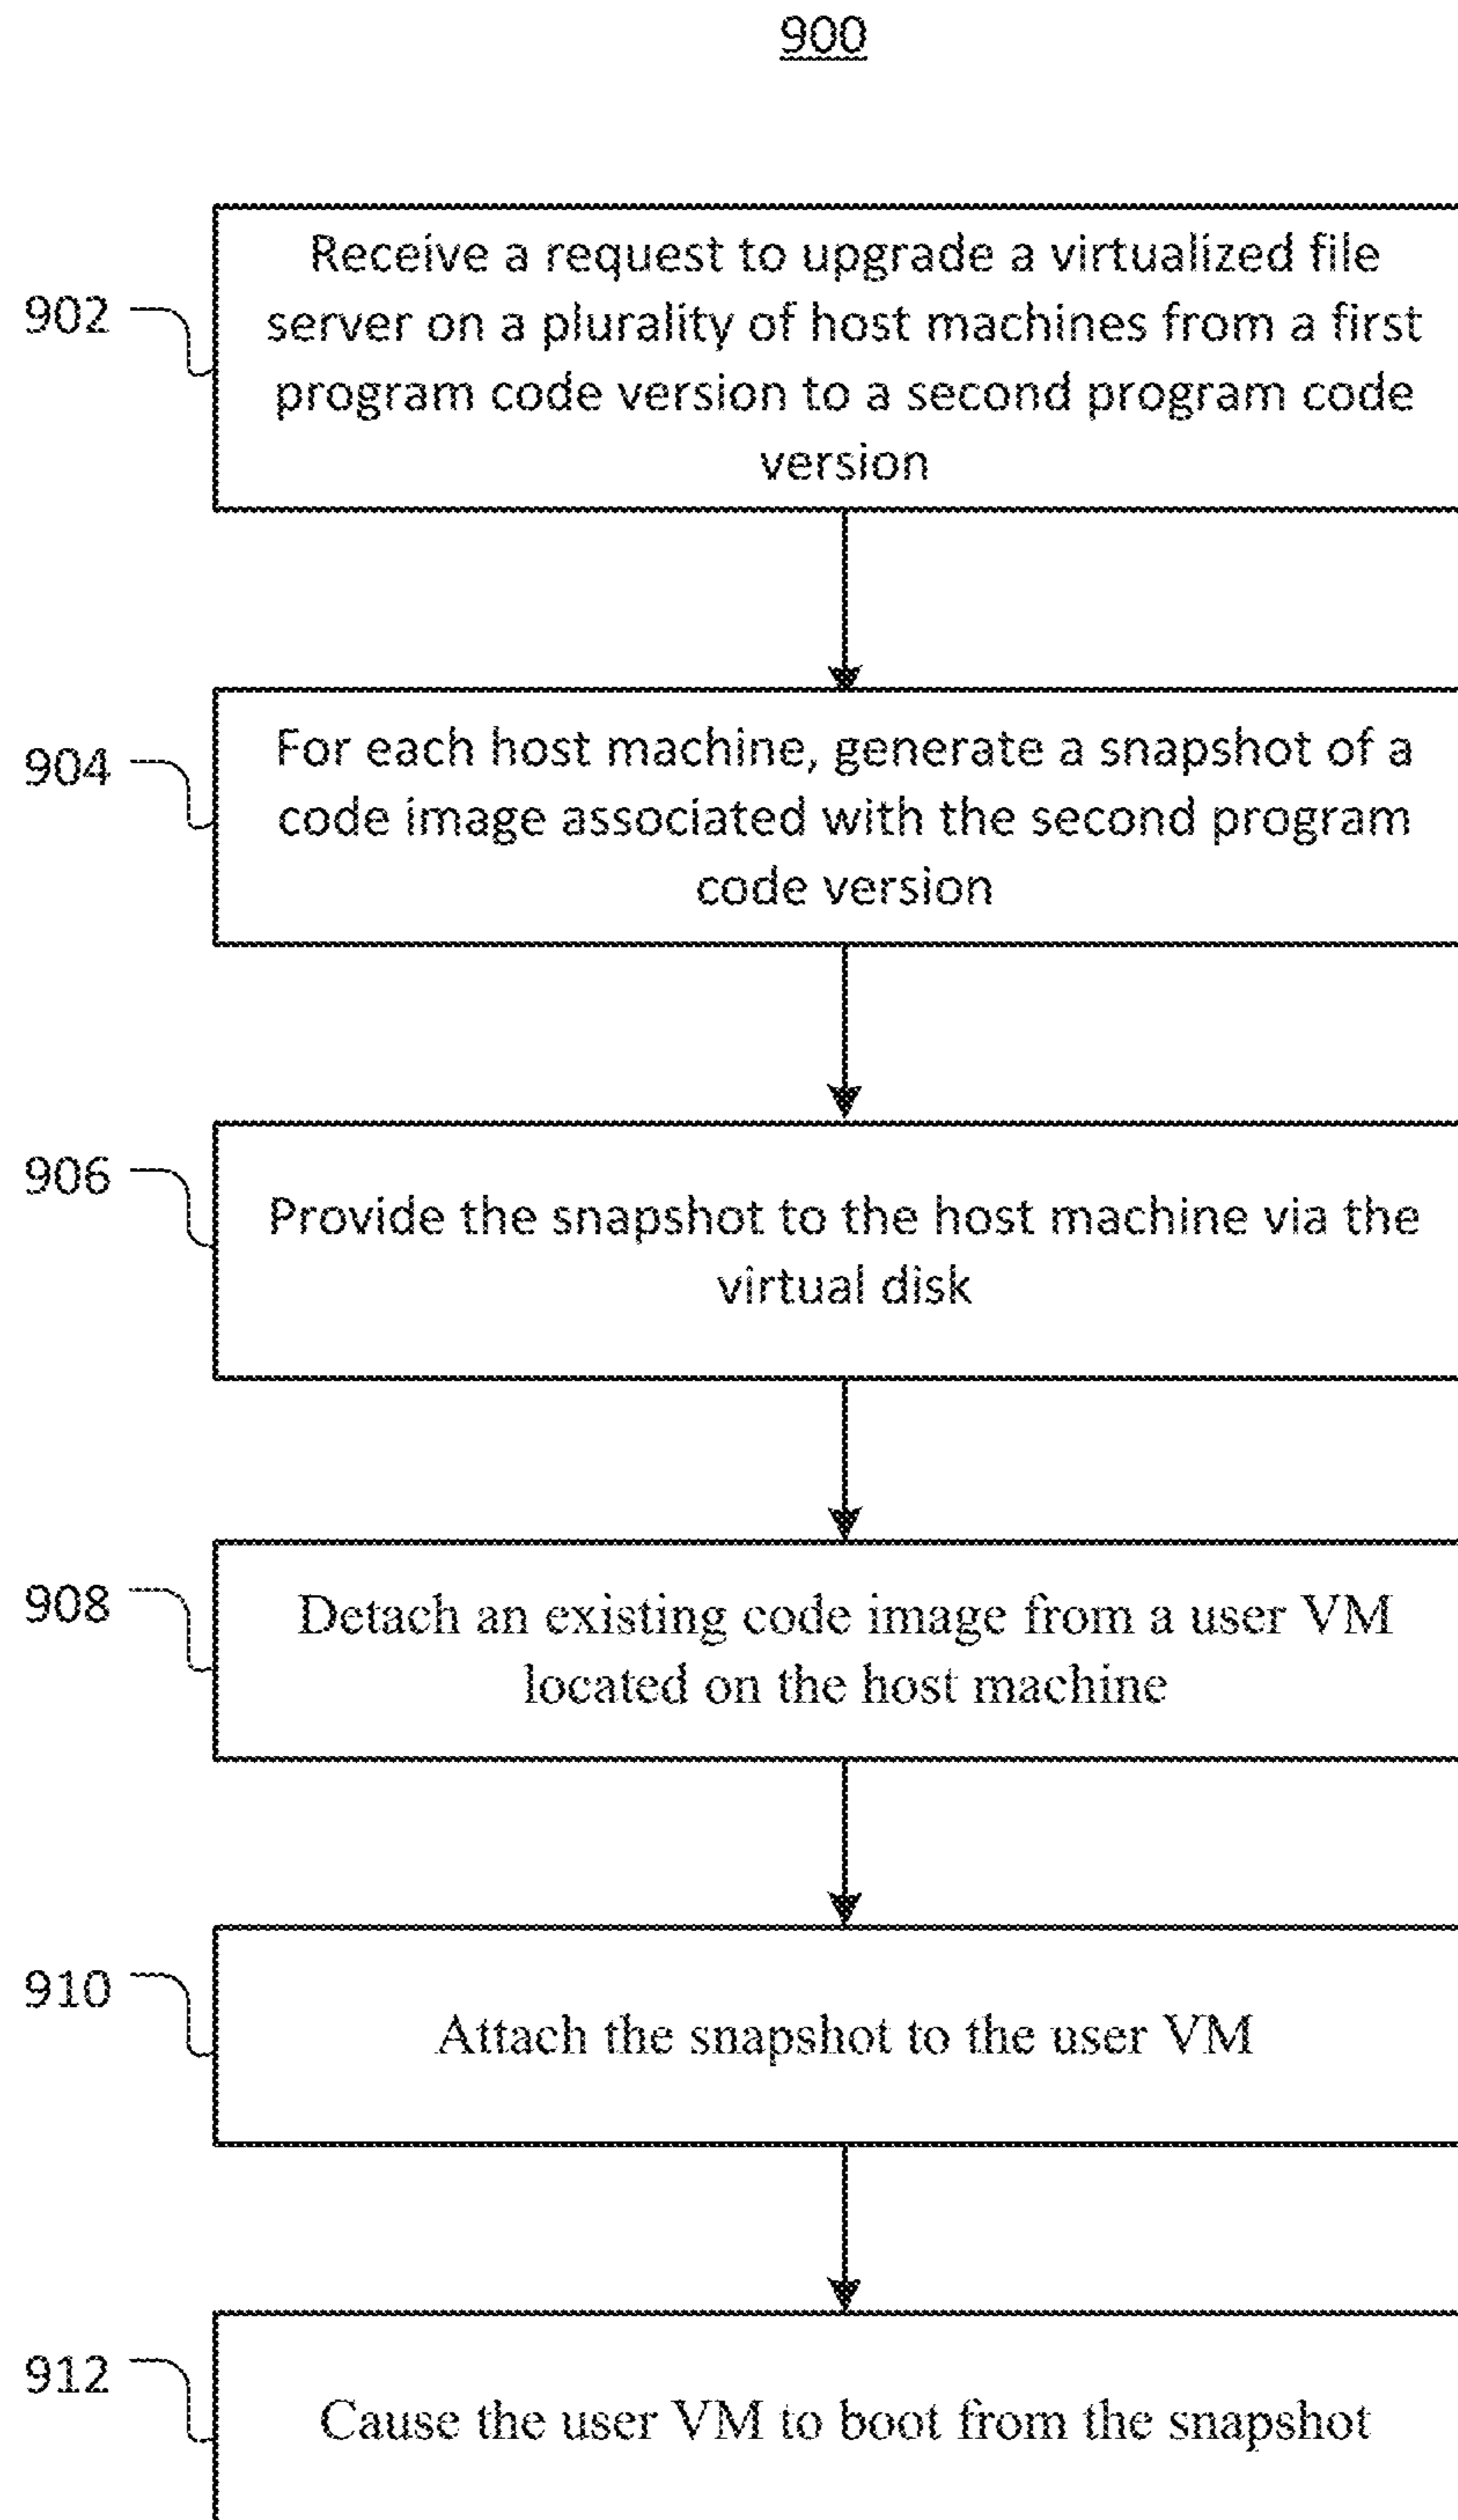 900
902
Receive a request to upgrade a virtualized file
server on a plurality of host machines from a first
program code version to a second program code
version
904
For each host machine, generate a snapshot of a
code image associated with the second program
code version
906
Provide the snapshot to the host machine via the
virtual disk
908
Detach an existing code image from a user VM
located on the host machine
910
Attach the snapshot to the user VM
912
Cause the user VM to boot from the snapshot